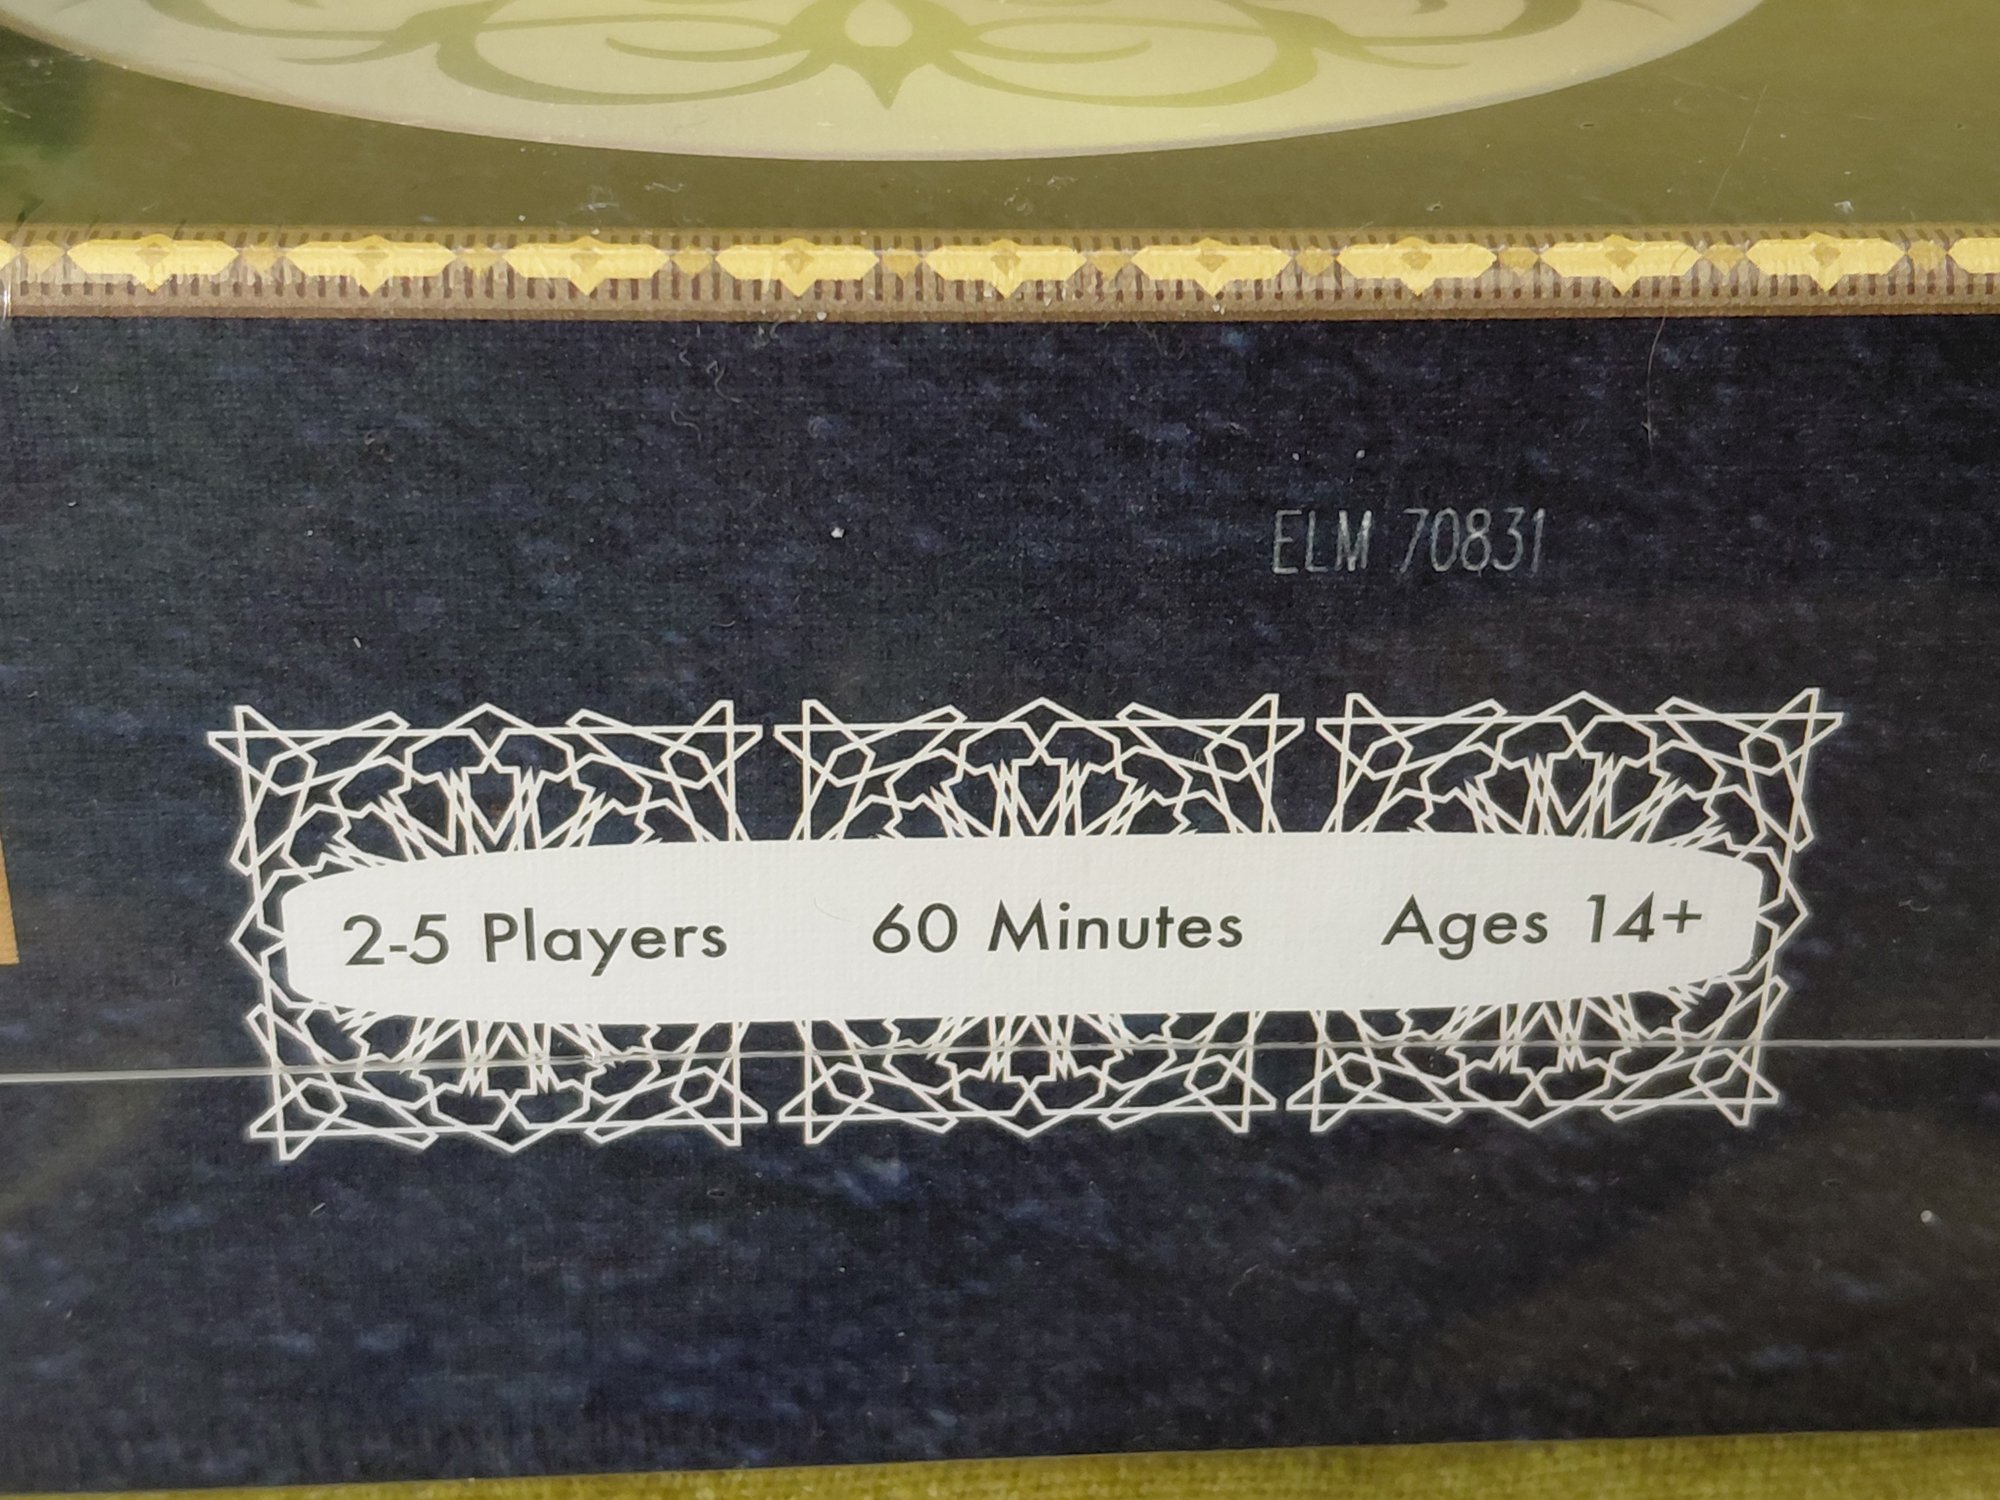 ELM 70831
2-5 Players 60 Minutes Ages 14+